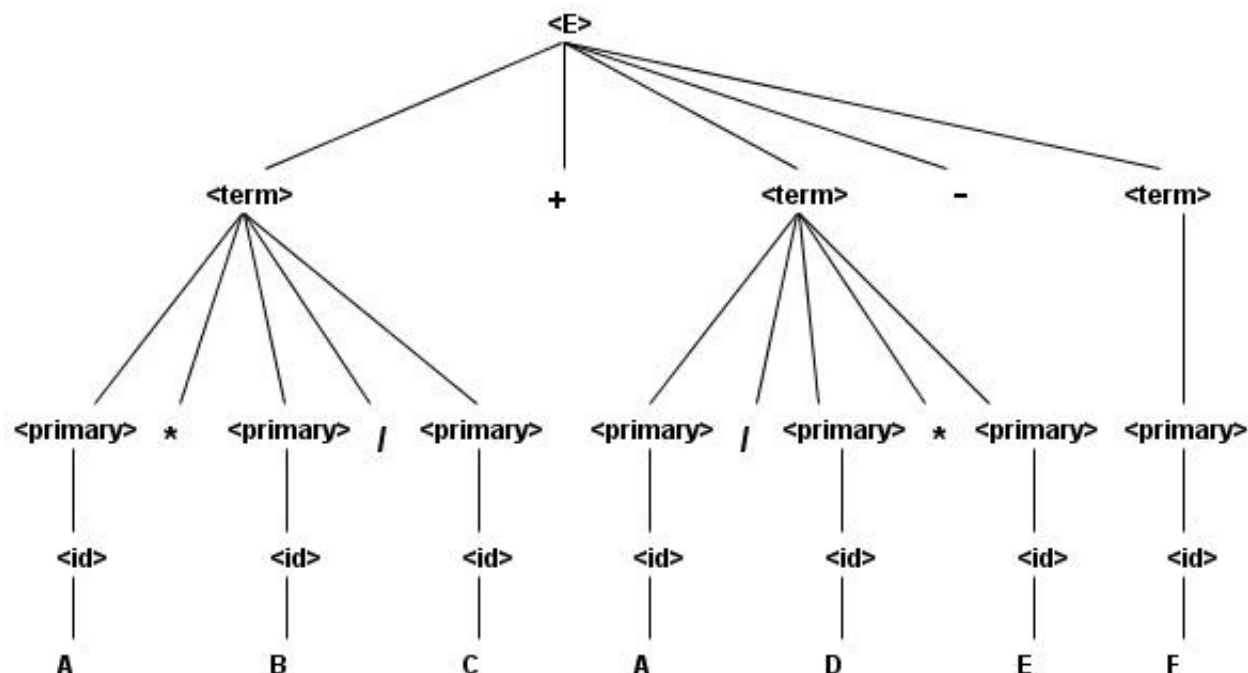 <E>
<term> + <term> - <term>
<primary> * <primary> / <primary> <primary> / <primary> * <primary> <primary>
<id> <id> <id> <id> <id> <id> <id>
A B C A D E F